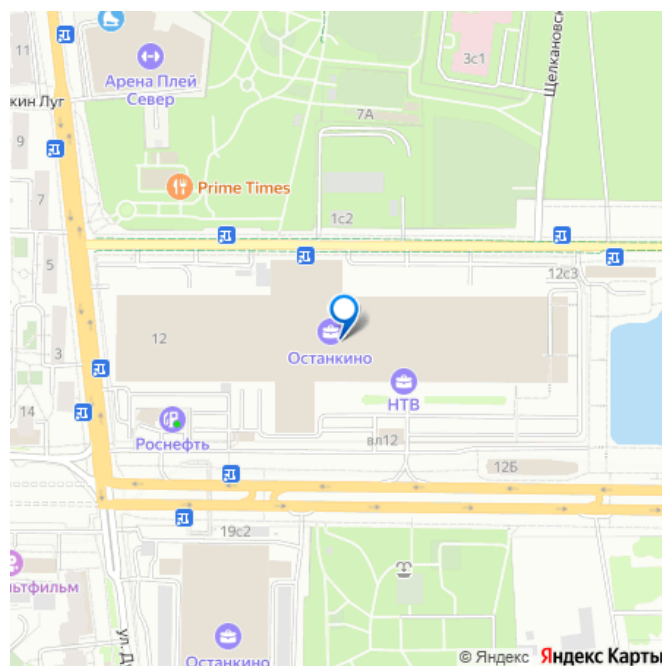 11
Арена Плей
Север
3с1
Щелкановск
кин Луг
7А
9
Prime Times
7
1с2
5
12с3
12
Останкино
3
НТВ
14
Роснефть
вл12
12Б
19с2
льтфильм
ул. Ду
Останкино
© Яндекс Яндекс Карты